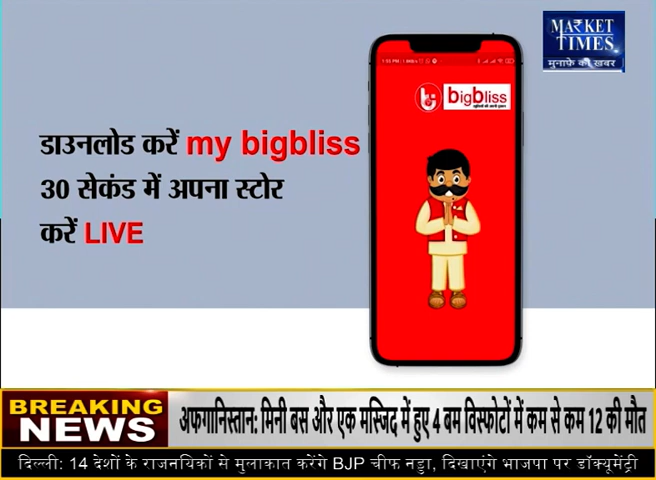 MARKET
TIMES
मुनाफे की ख़बर
bigbliss
डाउनलोड करें my bigbliss
30 सेकंड में अपना स्टोर
करें LIVE
BREAKING
NEWS
अफगानिस्तान: मिनी बस और एक मस्जिद में हुए 4 बम विस्फोटों में कम से कम 12 की मौत
दिल्ली: 14 देशों के राजनयिकों से मुलाकात करेंगे BJP चीफ नड्डा, दिखाएंगे भाजपा पर डॉक्यूमेंट्री